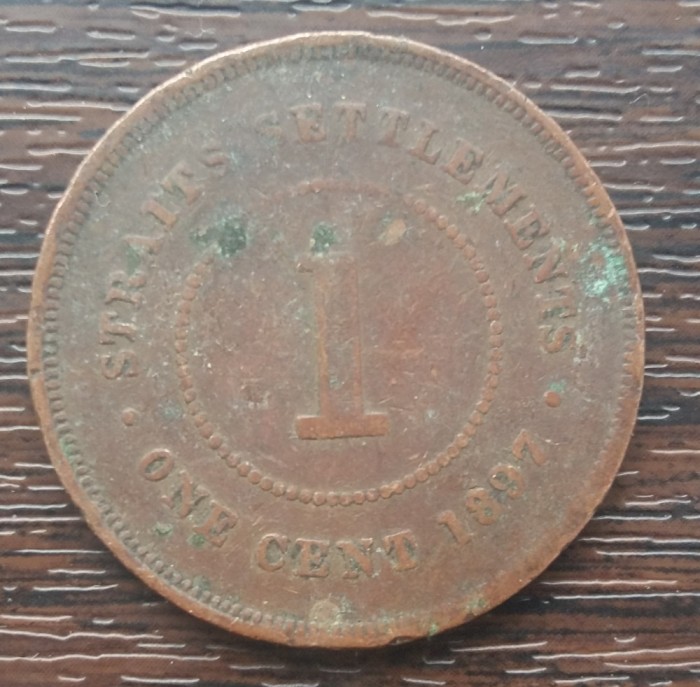 STRAITS SETTLEMENTS
1
ONE CENT 1897